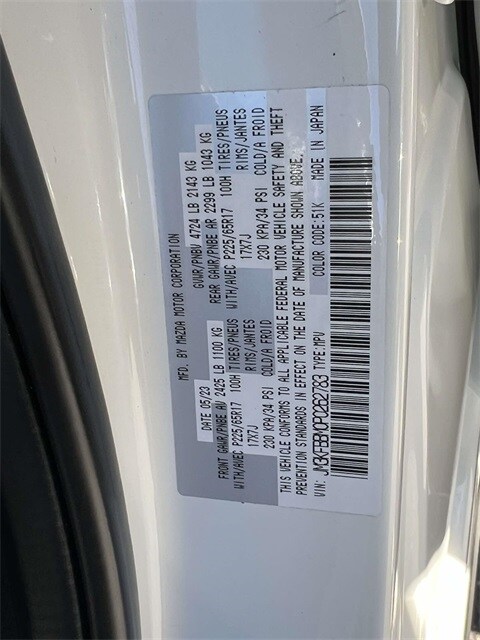 MFD. BY MAZDA MOTOR CORPORATION
DATE 05/23 GVWR/PNBV 4724 LB 2143 KG
FRONT GAWR/PNBE AV 2425 LB 1100 KG REAR GAWR/PNBE AR 2299 LB 1043 KG
WITH/AVEC P225/65R17 100H TIRES/PNEUS WITH/AVEC P225/65R17 100H TIRES/PNEUS
17X7J RIMS/JANTES 17X7J RIMS/JANTES
230 KPA/34 PSI COLD/A FROID 230 KPA/34 PSI COLD/A FROID
THIS VEHICLE CONFORMS TO ALL APPLICABLE FEDERAL MOTOR VEHICLE SAFETY AND THEFT
PREVENTION STANDARDS IN EFFECT ON THE DATE OF MANUFACTURE SHOWN ABOVE.
VIN: TYPE:MPV COLOR CODE:51K MADE IN JAPAN